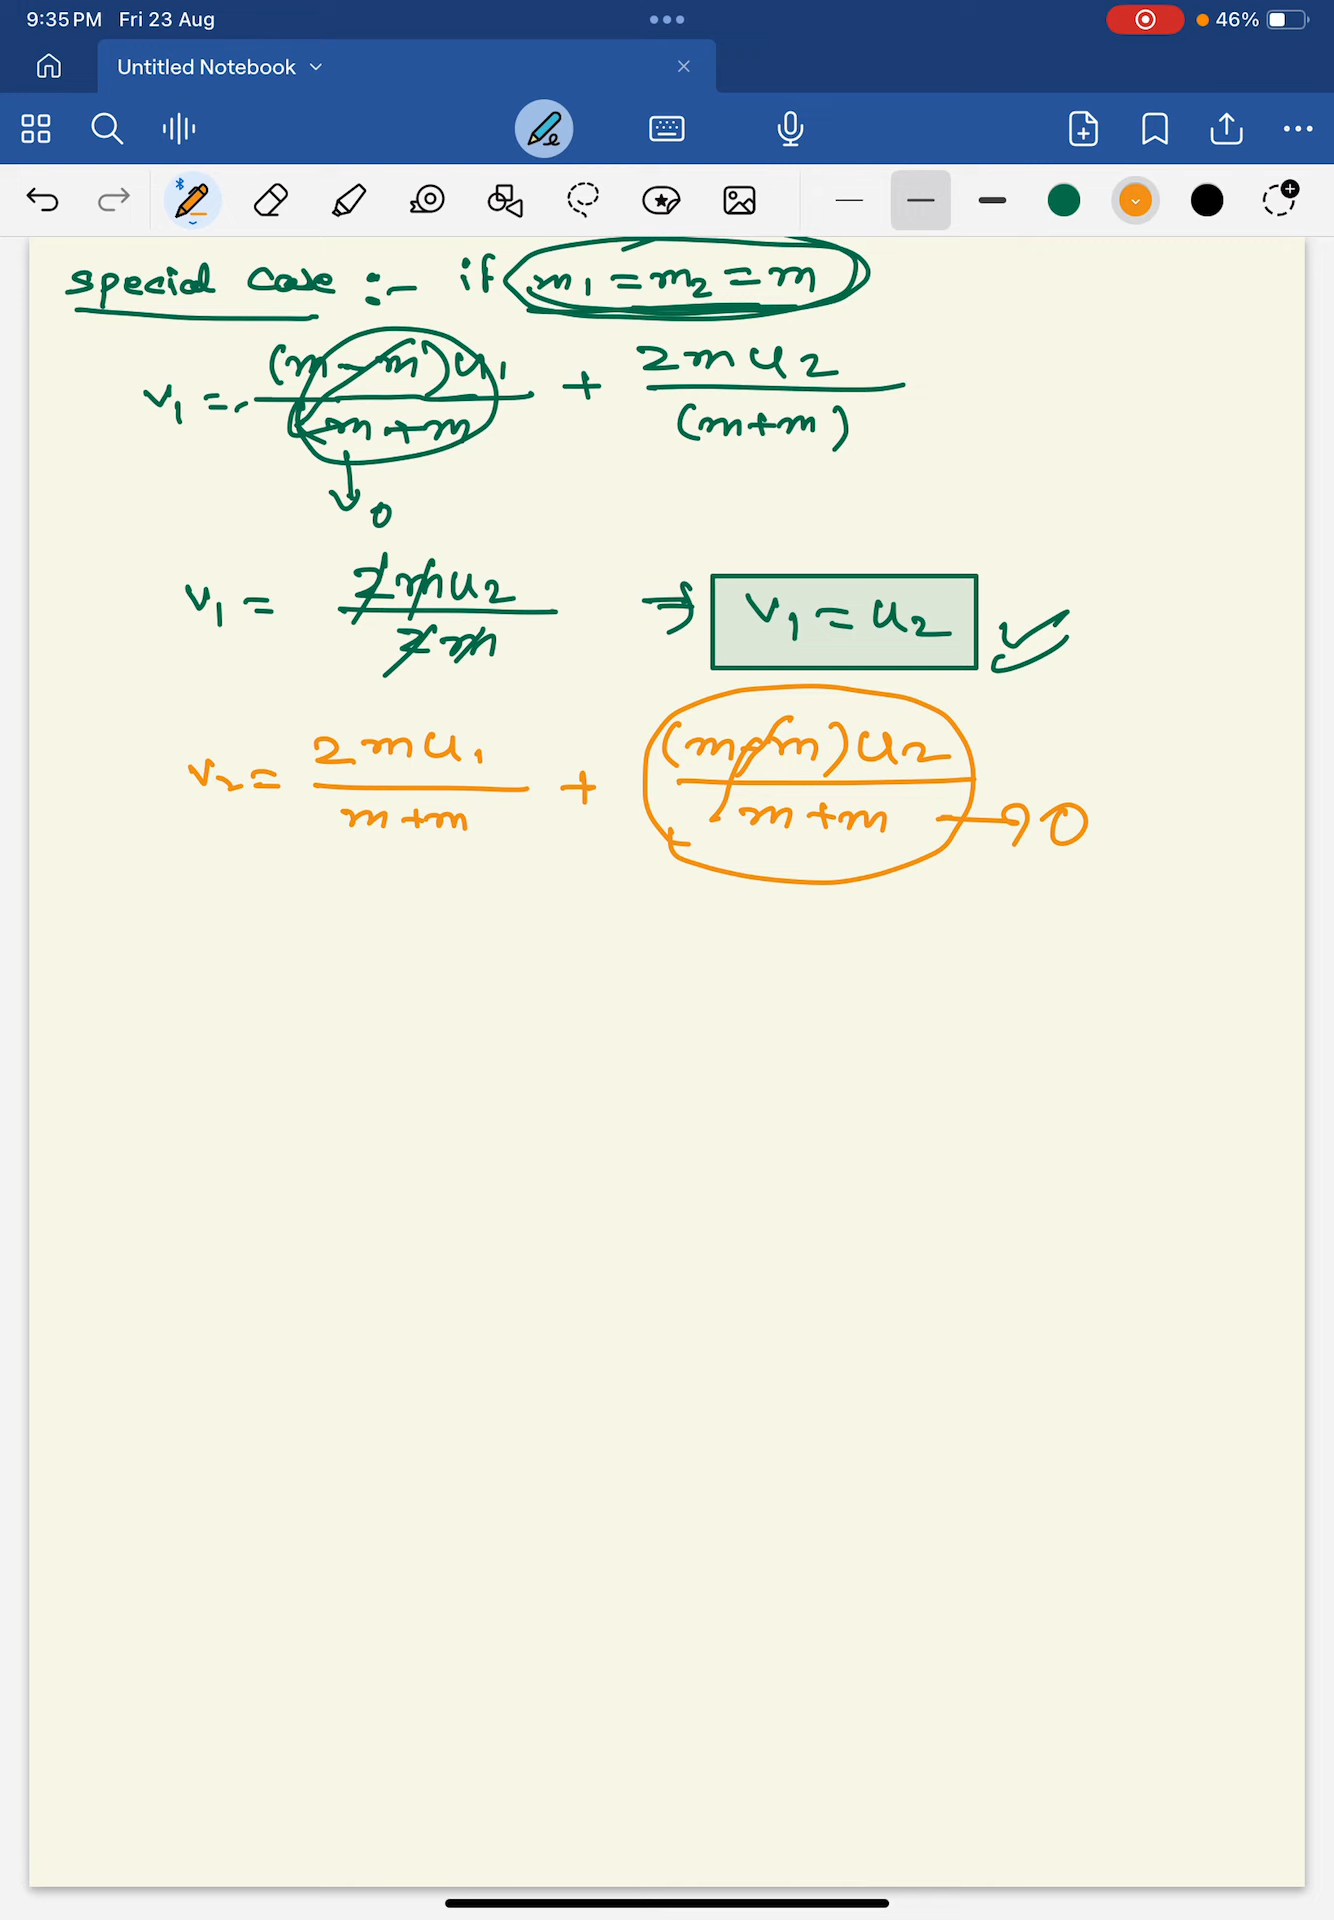 9:35 PM Fri 23 Aug
46%
Untitled Notebook
special case :- if m₁ = m₂ = m
v₁ = (m - m)u₁ / m + m + 2mu₂ / (m+m)
0
v₁ = 2mu₂ / 2m ⇒ v₁ = u₂ ✓
v₂ = 2mu₁ / m + m + (m - m)u₂ / m + m → 0